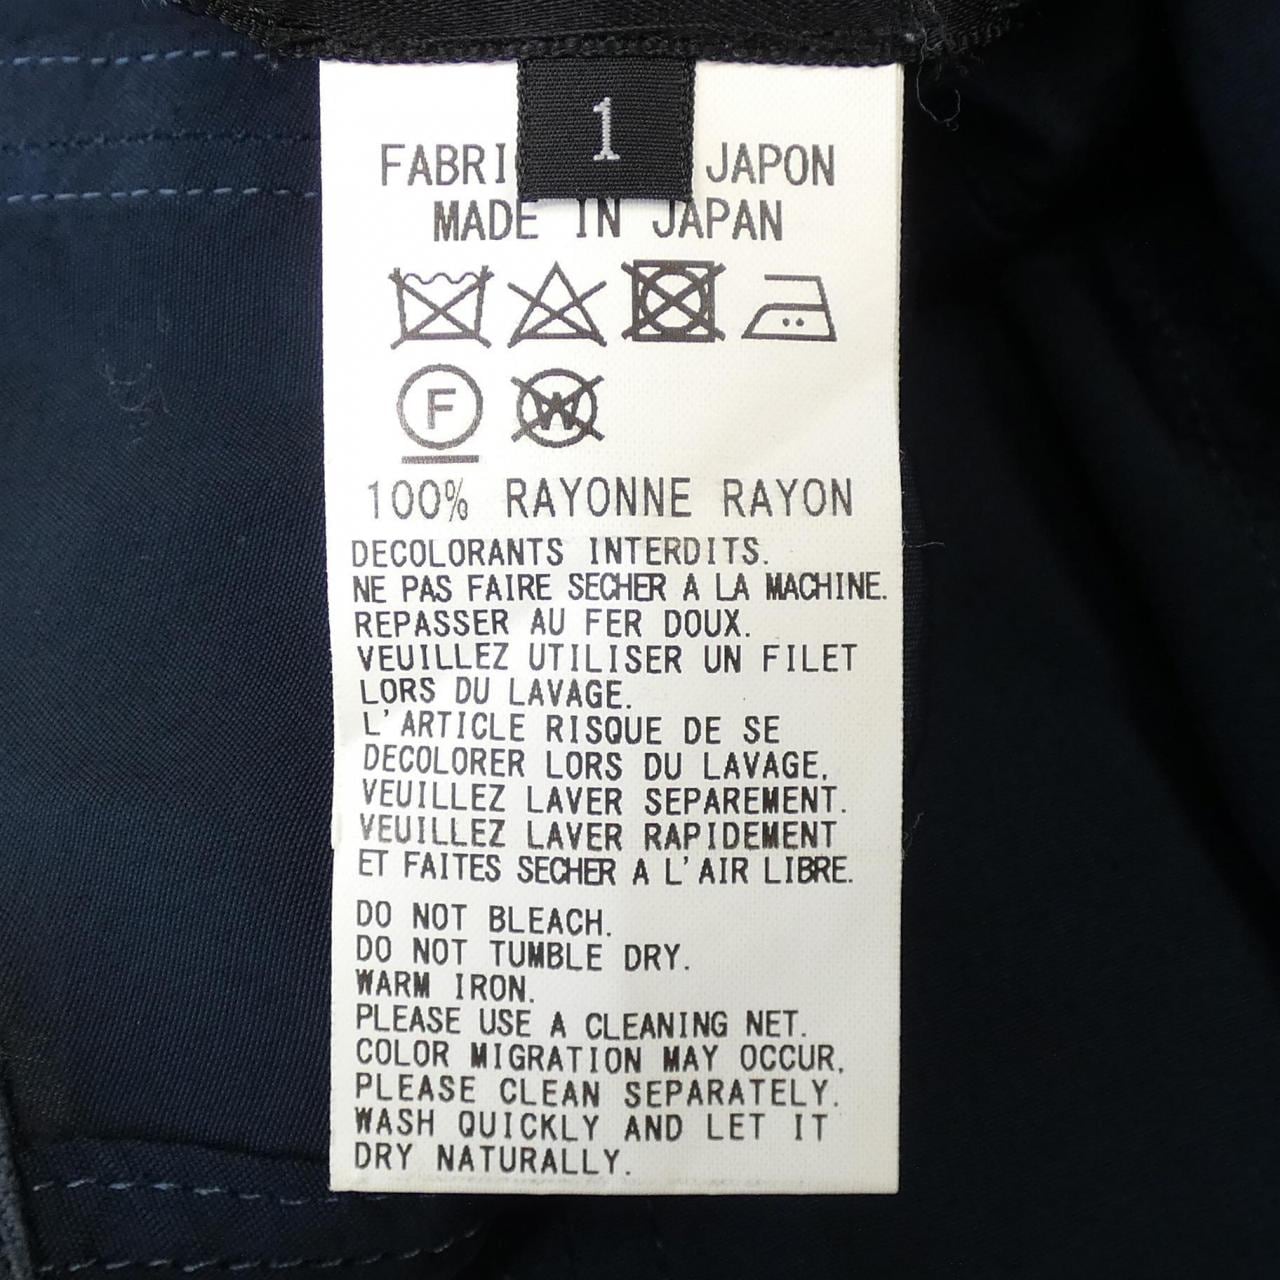 1
FABRI JAPON
MADE IN JAPAN
F W
100% RAYONNE RAYON
DECOLORANTS INTERDITS.
NE PAS FAIRE SECHER A LA MACHINE.
REPASSER AU FER DOUX.
VEUILLEZ UTILISER UN FILET
LORS DU LAVAGE.
L'ARTICLE RISQUE DE SE
DECOLORER LORS DU LAVAGE,
VEUILLEZ LAVER SEPAREMENT.
VEUILLEZ LAVER RAPIDEMENT
ET FAITES SECHER A L'AIR LIBRE.
DO NOT BLEACH.
DO NOT TUMBLE DRY.
WARM IRON.
PLEASE USE A CLEANING NET.
COLOR MIGRATION MAY OCCUR,
PLEASE CLEAN SEPARATELY.
WASH QUICKLY AND LET IT
DRY NATURALLY.